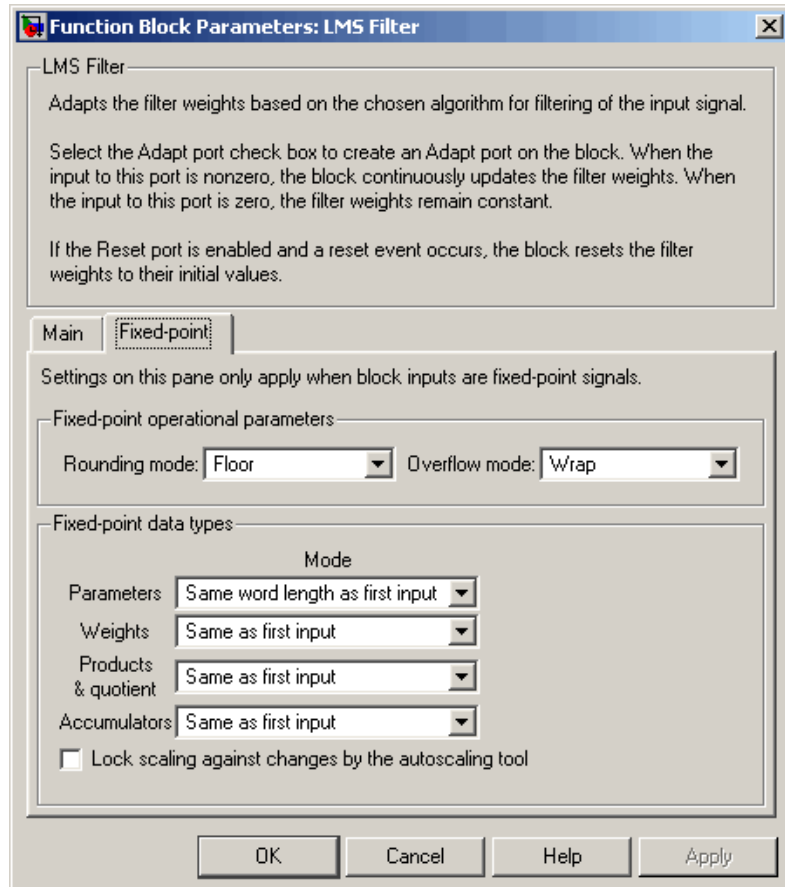 Function Block Parameters: LMS Filter
LMS Filter
Adapts the filter weights based on the chosen algorithm for filtering of the input signal.
Select the Adapt port check box to create an Adapt port on the block. When the
input to this port is nonzero, the block continuously updates the filter weights. When
the input to this port is zero, the filter weights remain constant.
If the Reset port is enabled and a reset event occurs, the block resets the filter
weights to their initial values.
Main Fixed-point
Settings on this pane only apply when block inputs are fixed-point signals.
Fixed-point operational parameters
Rounding mode: Floor Overflow mode: Wrap
Fixed-point data types
Mode
Parameters Same word length as first input
Weights Same as first input
Products
& quotient Same as first input
Accumulators Same as first input
Lock scaling against changes by the autoscaling tool
OK Cancel Help Apply